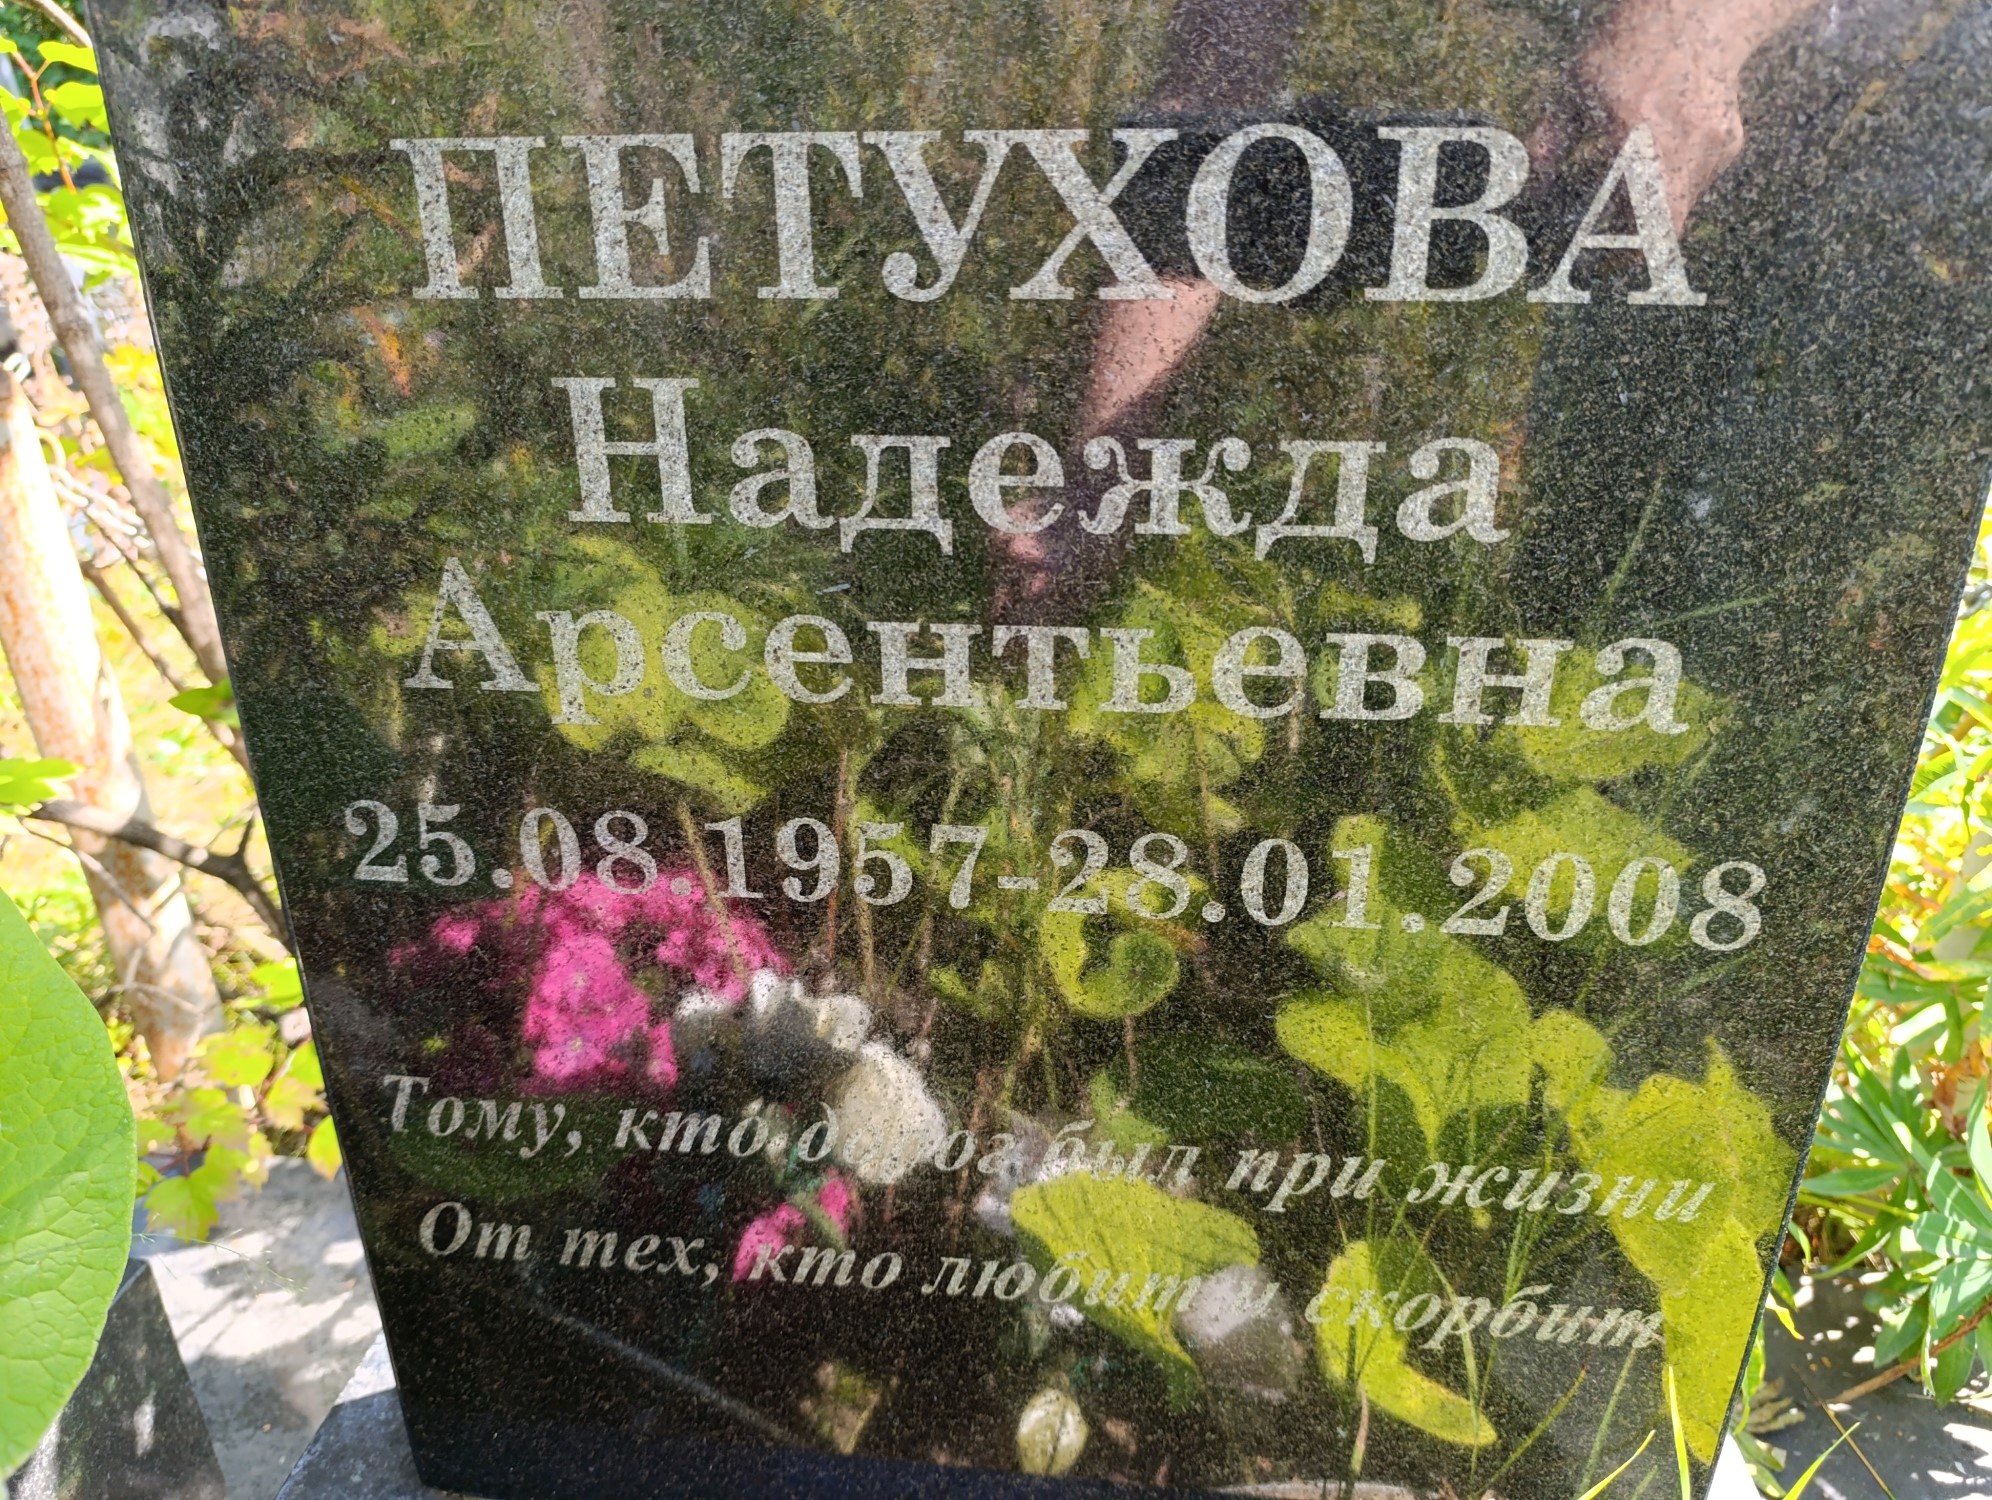 ПЕТУХОВА
Надежда
Арсентьевна
25.08.1957-28.01.2008
Тому, кто дорог был при жизни
От тех, кто любит и скорбит